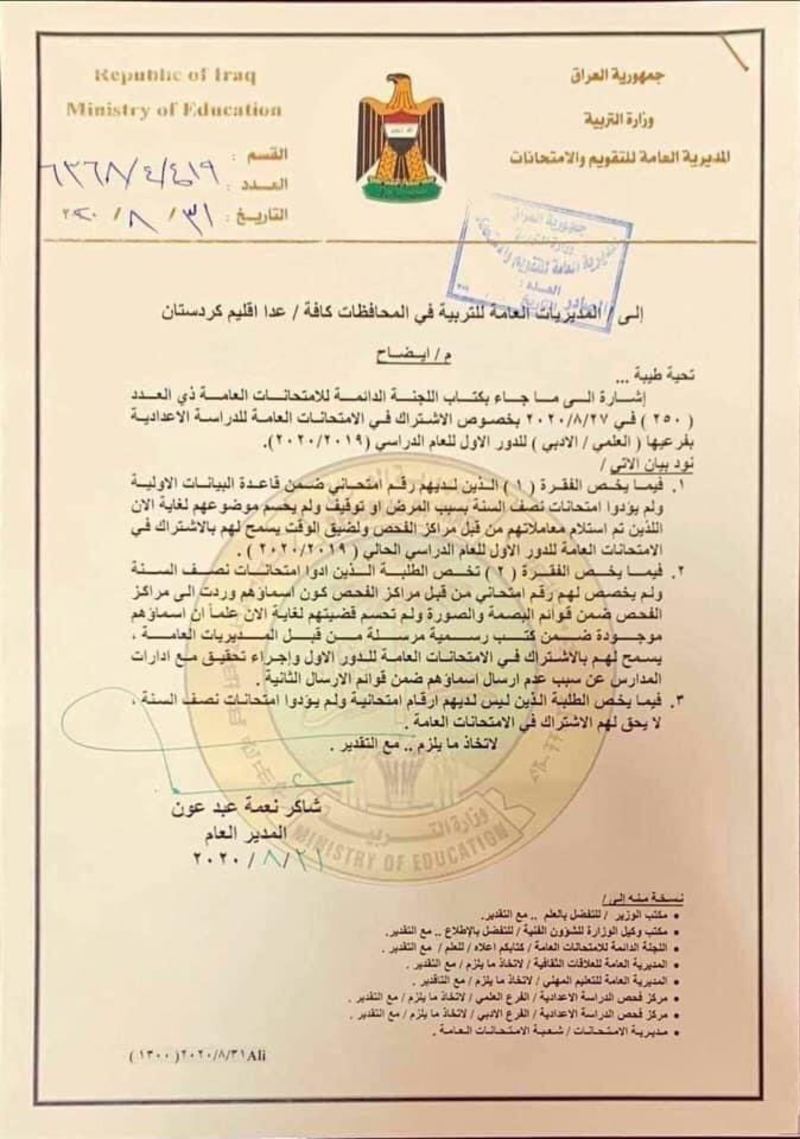 Republic of Iraq
Ministry of Education
جمهورية العراق
وزارة التربية
المديرية العامة للتقويم والامتحانات
القسم :
العدد :
التاريخ : ٣١ / ٨ / ٢٠٢٠
جمهورية العراق
وزارة التربية
المديرية العامة للتقويم والامتحانات
العدد :
الصادر
إلى / المديريات العامة للتربية في المحافظات كافة / عدا اقليم كردستان
م / ايضاح
تحية طيبة ...
إشارة الى ما جاء بكتاب اللجنة الدائمة للامتحانات العامة ذي العدد
( ٢٥٠ ) في ٢٠٢٠/٨/٢٧ بخصوص الاشتراك في الامتحانات العامة للدراسة الاعدادية
بفرعيها ( العلمي / الادبي ) للدور الاول للعام الدراسي (٢٠٢٠/٢٠١٩).
نود بيان الاتي /
١. فيما يخص الفقرة ( ١ ) الذين لديهم رقم امتحاني ضمن قاعدة البيانات الاولية
ولم يؤدوا امتحانات نصف السنة بسبب المرض او توقيف ولم يحسم موضوعهم لغاية الان
اللذين تم استلام معاملاتهم من قبل مراكز الفحص ولضيق الوقت يسمح لهم بالاشتراك في
الامتحانات العامة للدور الاول للعام الدراسي الحالي ( ٢٠٢٠/٢٠١٩ ) .
٢. فيما يخص الفقرة ( ٢ ) تخص الطلبة الذين ادوا امتحانات نصف السنة
ولم يخصص لهم رقم امتحاني من قبل مراكز الفحص كون اسماؤهم وردت إلى مراكز
الفحص ضمن قوائم البصمة والصورة ولم تحسم قضيتهم لغاية الان علماً ان اسماؤهم
موجودة ضمن كتب رسمية مرسلة من قبل المديريات العامة ،
يسمح لهم بالاشتراك في الامتحانات العامة للدور الاول وإجراء تحقيق مع ادارات
المدارس عن سبب عدم ارسال اسماؤهم ضمن قوائم الارسال الثانية .
٣. فيما يخص الطلبة الذين ليس لديهم ارقام امتحانية ولم يؤدوا امتحانات نصف السنة ،
لا يحق لهم الاشتراك في الامتحانات العامة .
لاتخاذ ما يلزم .. مع التقدير .
شاكر نعمة عبد عون
المدير العام
/ ٨ / ٢٠٢٠
وزارة التربية
MINISTRY OF EDUCATION
نسخة منه إلى /
• مكتب الوزير / للتفضل بالعلم .. مع التقدير.
• مكتب وكيل الوزارة للشؤون الفنية / للتفضل بالإطلاع .. مع التقدير.
• اللجنة الدائمة للامتحانات العامة / كتابكم اعلاه / للعلم / مع التقدير .
• المديرية العامة للعلاقات الثقافية / لاتخاذ ما يلزم / مع التقدير .
• المديرية العامة للتعليم المهني / لاتخاذ ما يلزم / مع التاقدير .
• مركز فحص الدراسة الاعدادية / الفرع العلمي / لاتخاذ ما يلزم / مع التقدير .
• مركز فحص الدراسة الاعدادية / الفرع الادبي / لاتخاذ ما يلزم / مع التقدير .
• مديرية الامتحانات / شعبة الامتحانات العامة .
( ١٣٠٠ )٢٠٢٠/٨/٣١ Ali